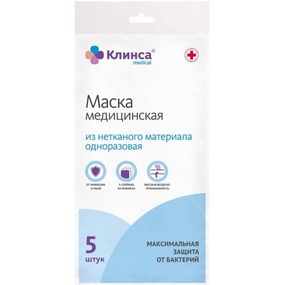 Клинса®
medical
Маска
медицинская
из нетканого материала
одноразовая
5
штук
МАКСИМАЛЬНАЯ
ЗАЩИТА
ОТ БАКТЕРИЙ